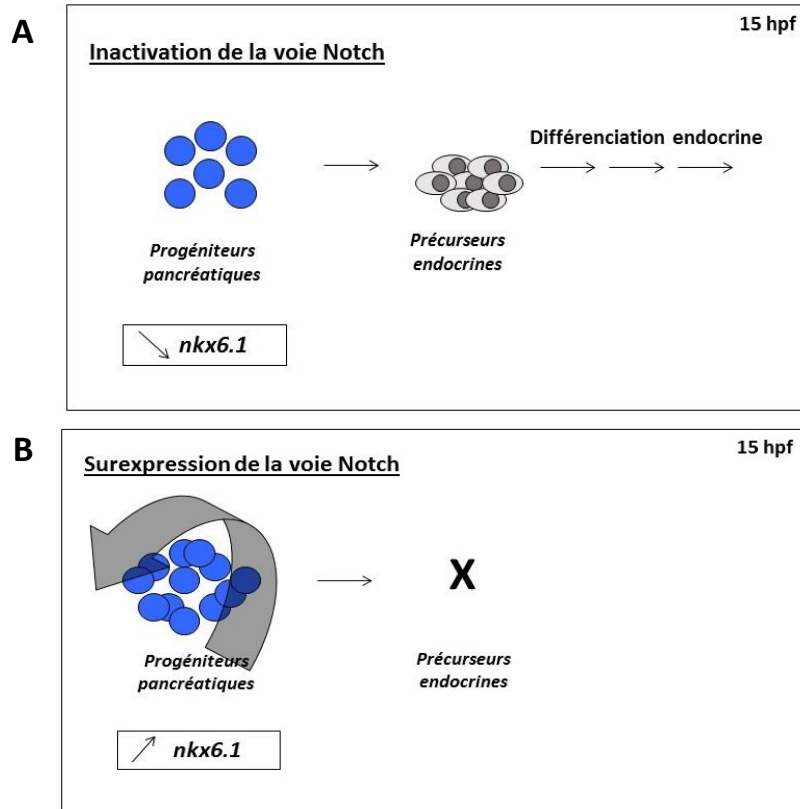 A
15 hpf
Inactivation de la voie Notch
Différenciation endocrine
Progéniteurs
pancréatiques
Précurseurs
endocrines
nkx6.1
B
15 hpf
Surexpression de la voie Notch
X
Progéniteurs
pancréatiques
Précurseurs
endocrines
nkx6.1